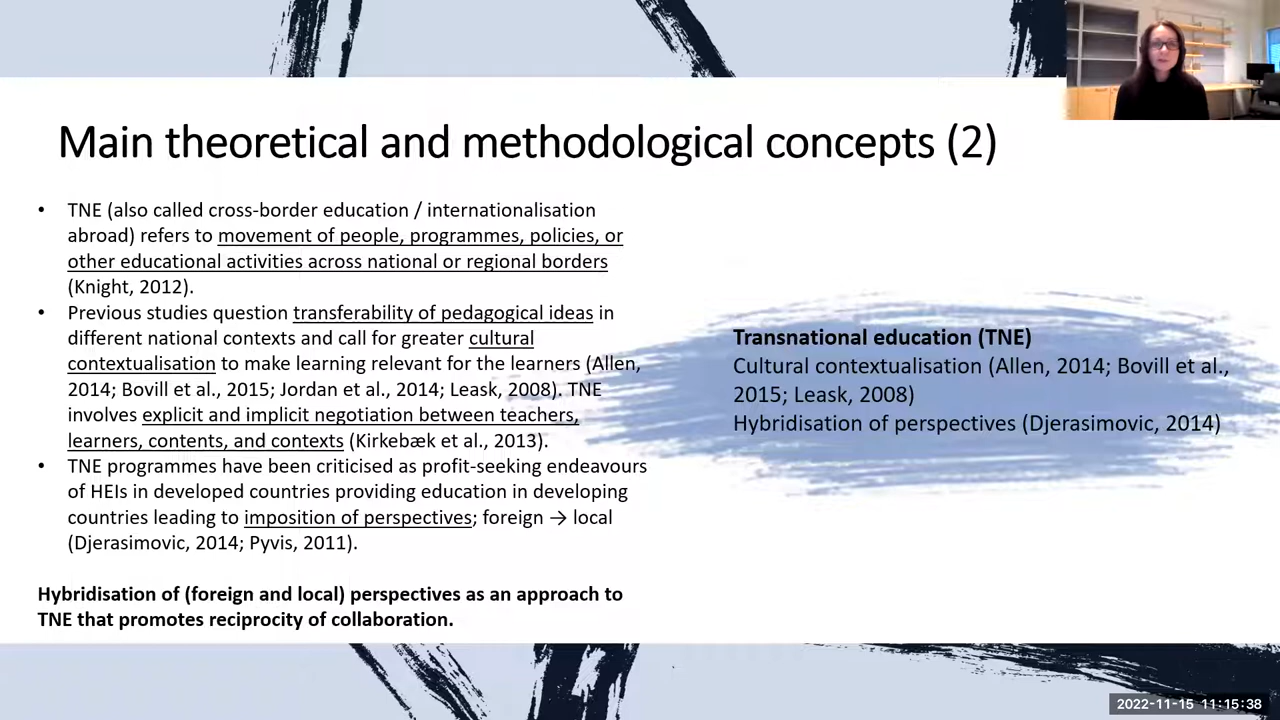 Main theoretical and methodological concepts (2)
• TNE (also called cross-border education / internationalisation
abroad) refers to movement of people, programmes, policies, or
other educational activities across national or regional borders
(Knight, 2012).
• Previous studies question transferability of pedagogical ideas in
different national contexts and call for greater cultural
contextualisation to make learning relevant for the learners (Allen,
2014; Bovill et al., 2015; Jordan et al., 2014; Leask, 2008). TNE
involves explicit and implicit negotiation between teachers,
learners, contents, and contexts (Kirkebæk et al., 2013).
• TNE programmes have been criticised as profit-seeking endeavours
of HEIs in developed countries providing education in developing
countries leading to imposition of perspectives; foreign → local
(Djerasimovic, 2014; Pyvis, 2011).
Hybridisation of (foreign and local) perspectives as an approach to
TNE that promotes reciprocity of collaboration.
Transnational education (TNE)
Cultural contextualisation (Allen, 2014; Bovill et al.,
2015; Leask, 2008)
Hybridisation of perspectives (Djerasimovic, 2014)
2022-11-15 11:15:38